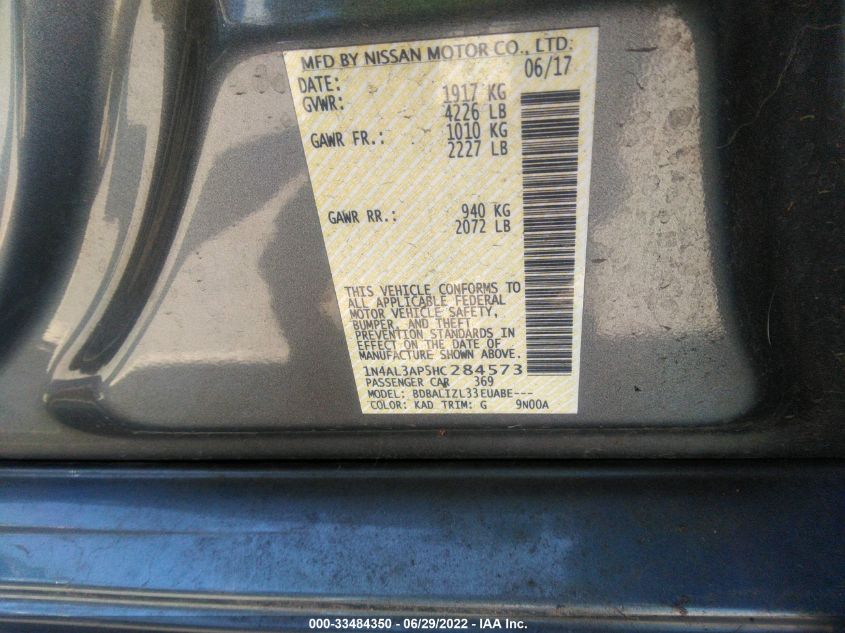 MFD BY NISSAN MOTOR CO., LTD.
DATE: 06/17
GVWR: 1917 KG
4226 LB
GAWR FR.: 1010 KG
2227 LB
GAWR RR.: 940 KG
2072 LB
THIS VEHICLE CONFORMS TO
ALL APPLICABLE FEDERAL
MOTOR VEHICLE SAFETY,
BUMPER, AND THEFT
PREVENTION STANDARDS IN
EFFECT ON THE DATE OF
MANUFACTURE SHOWN ABOVE.
1N4AL3AP5HC284573
PASSENGER CAR 369
MODEL: BDBALIZL33EUABE---
COLOR: KAD TRIM: G 9N00A
000-33484350 - 06/29/2022 - IAA Inc.